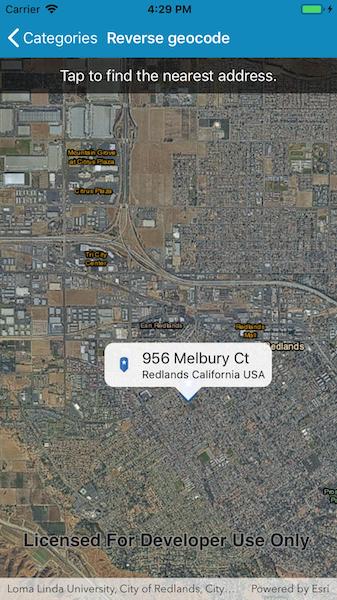 Carrier 4:29 PM
Categories Reverse geocode
Tap to find the nearest address.
Mountain Grove
at Citrus Plaza
Citrus Plaza
Tri City
Center
Esri Redlands
Redlands
Mall
edlands
956 Melbury Ct
Redlands California USA
Licensed For Developer Use Only
Loma Linda University, City of Redlands, City... Powered by Esri